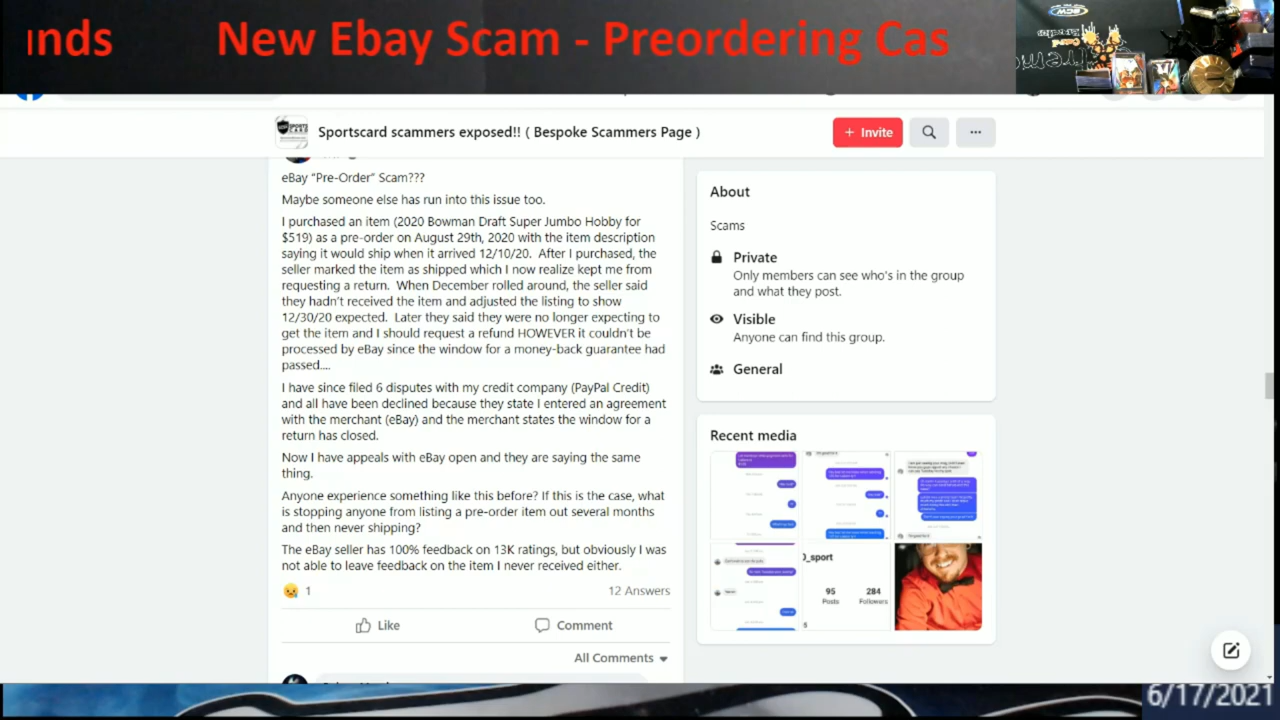 ınds New Ebay Scam - Preordering Cas
Sportscard scammers exposed!! ( Bespoke Scammers Page )
+ Invite
eBay “Pre-Order” Scam???
Maybe someone else has run into this issue too.
I purchased an item (2020 Bowman Draft Super Jumbo Hobby for
$519) as a pre-order on August 29th, 2020 with the item description
saying it would ship when it arrived 12/10/20. After I purchased, the
seller marked the item as shipped which I now realize kept me from
requesting a return. When December rolled around, the seller said
they hadn't received the item and adjusted the listing to show
12/30/20 expected. Later they said they were no longer expecting to
get the item and I should request a refund HOWEVER it couldn't be
processed by eBay since the window for a money-back guarantee had
passed....
I have since filed 6 disputes with my credit company (PayPal Credit)
and all have been declined because they state I entered an agreement
with the merchant (eBay) and the merchant states the window for a
return has closed.
Now I have appeals with eBay open and they are saying the same
thing.
Anyone experience something like this before? If this is the case, what
is stopping anyone from listing a pre-order item out several months
and then never shipping?
The eBay seller has 100% feedback on 13K ratings, but obviously I was
not able to leave feedback on the item I never received either.
1
12 Answers
Like
Comment
All Comments
About
Scams
Private
Only members can see who's in the group
and what they post.
Visible
Anyone can find this group.
General
Recent media
O_sport
95 284
Posts Followers
6/17/2021